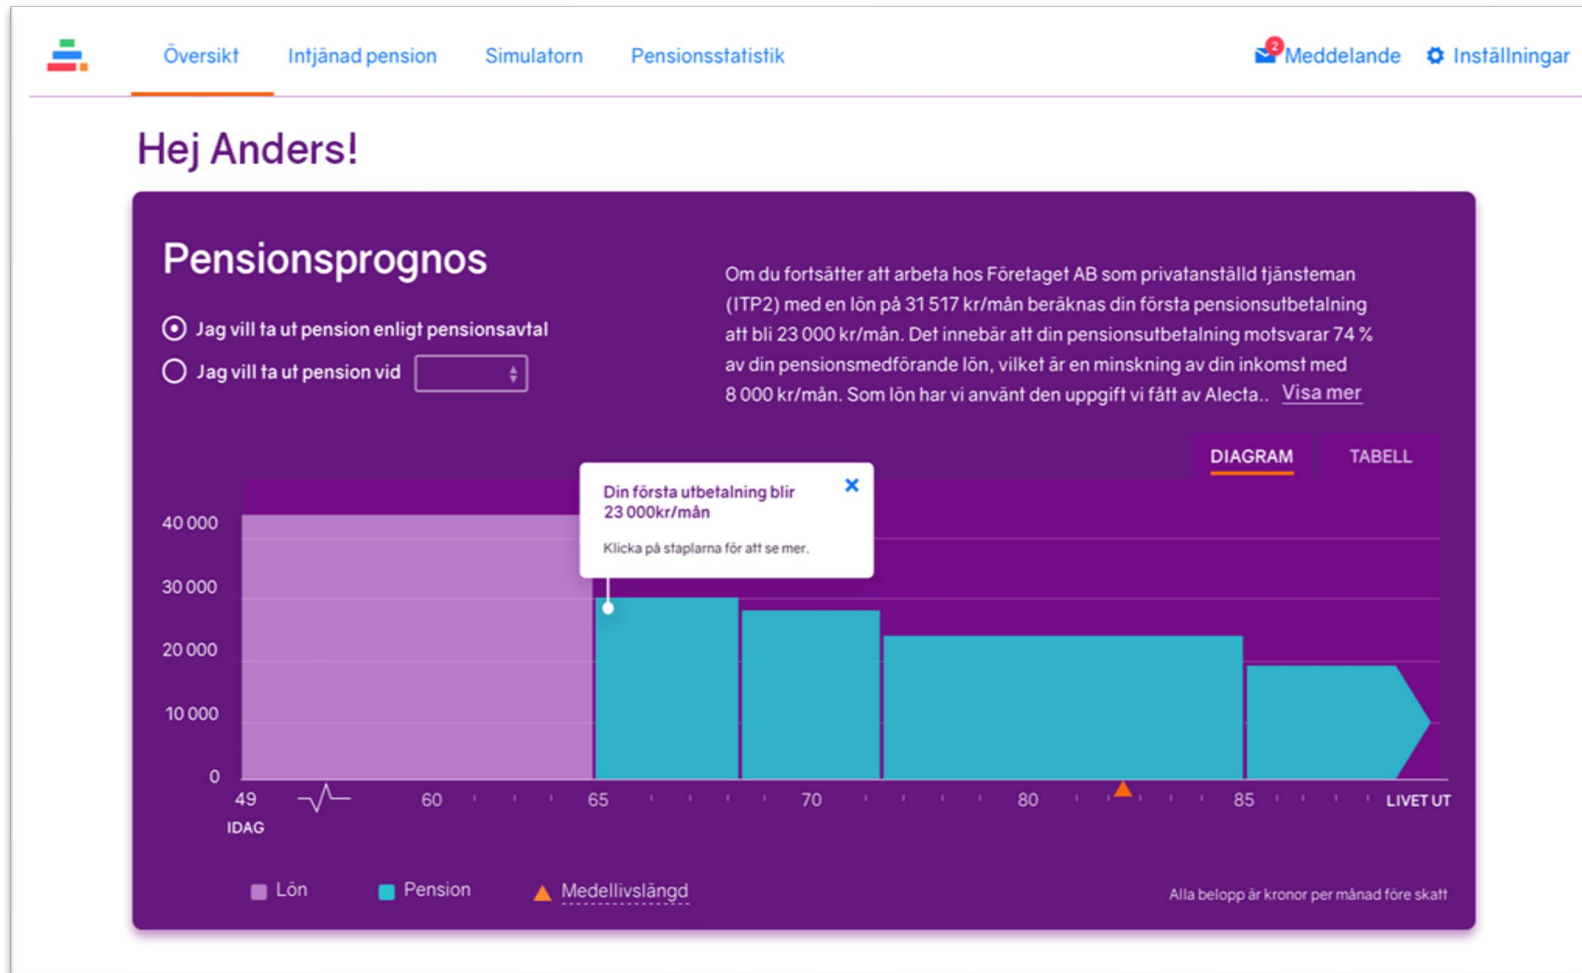 Översikt Intjänad pension Simulatorn Pensionsstatistik 2 Meddelande Inställningar
Hej Anders!
Pensionsprognos
Jag vill ta ut pension enligt pensionsavtal
Jag vill ta ut pension vid
Om du fortsätter att arbeta hos Företaget AB som privatanställd tjänsteman
(ITP2) med en lön på 31 517 kr/mån beräknas din första pensionsutbetalning
att bli 23 000 kr/mån. Det innebär att din pensionsutbetalning motsvarar 74 %
av din pensionsmedförande lön, vilket är en minskning av din inkomst med
8 000 kr/mån. Som lön har vi använt den uppgift vi fått av Alecta.. Visa mer
DIAGRAM TABELL
Din första utbetalning blir
23 000kr/mån
Klicka på staplarna för att se mer.
40 000
30 000
20 000
10 000
0
49 60 65 70 80 85 LIVET UT
IDAG
Lön Pension Medellivslängd
Alla belopp är kronor per månad före skatt